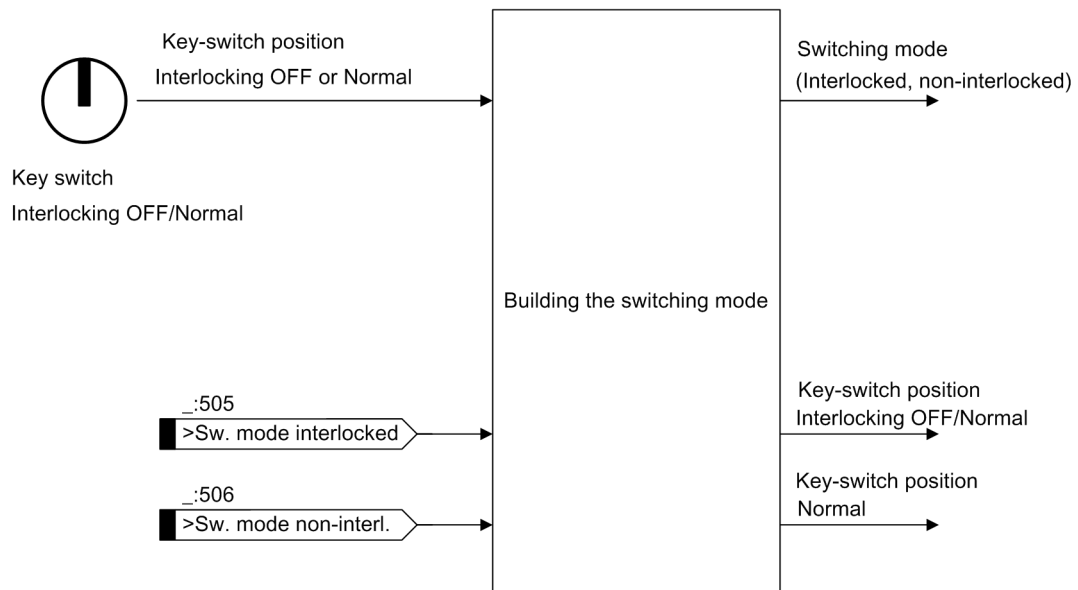 Key-switch position
Interlocking OFF or Normal
Switching mode
(Interlocked, non-interlocked)
Key switch
Interlocking OFF/Normal
Building the switching mode
_:505
>Sw. mode interlocked
Key-switch position
Interlocking OFF/Normal
_:506
>Sw. mode non-interl.
Key-switch position
Normal